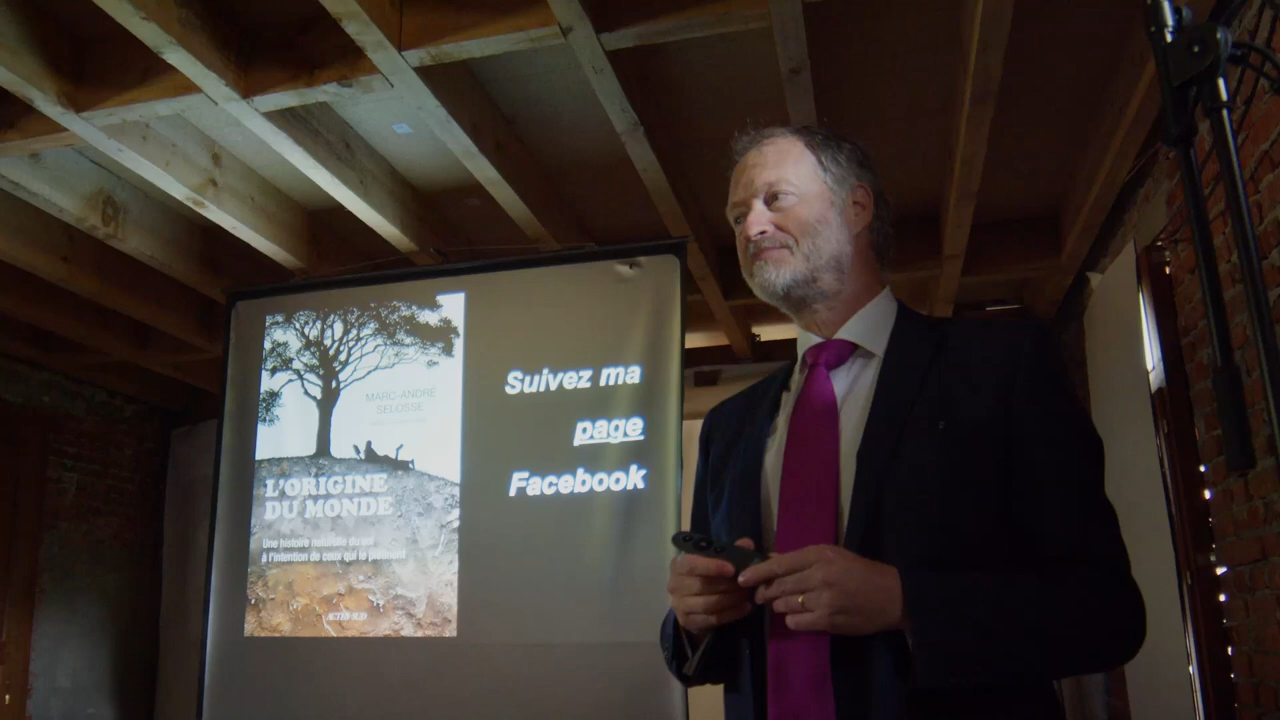 MARC-ANDRÉ
SELOSSE
L'ORIGINE
DU MONDE
Une histoire naturelle du sol
à l'intention de ceux qui le piétinent
ACTES SUD
Suivez ma
page
Facebook